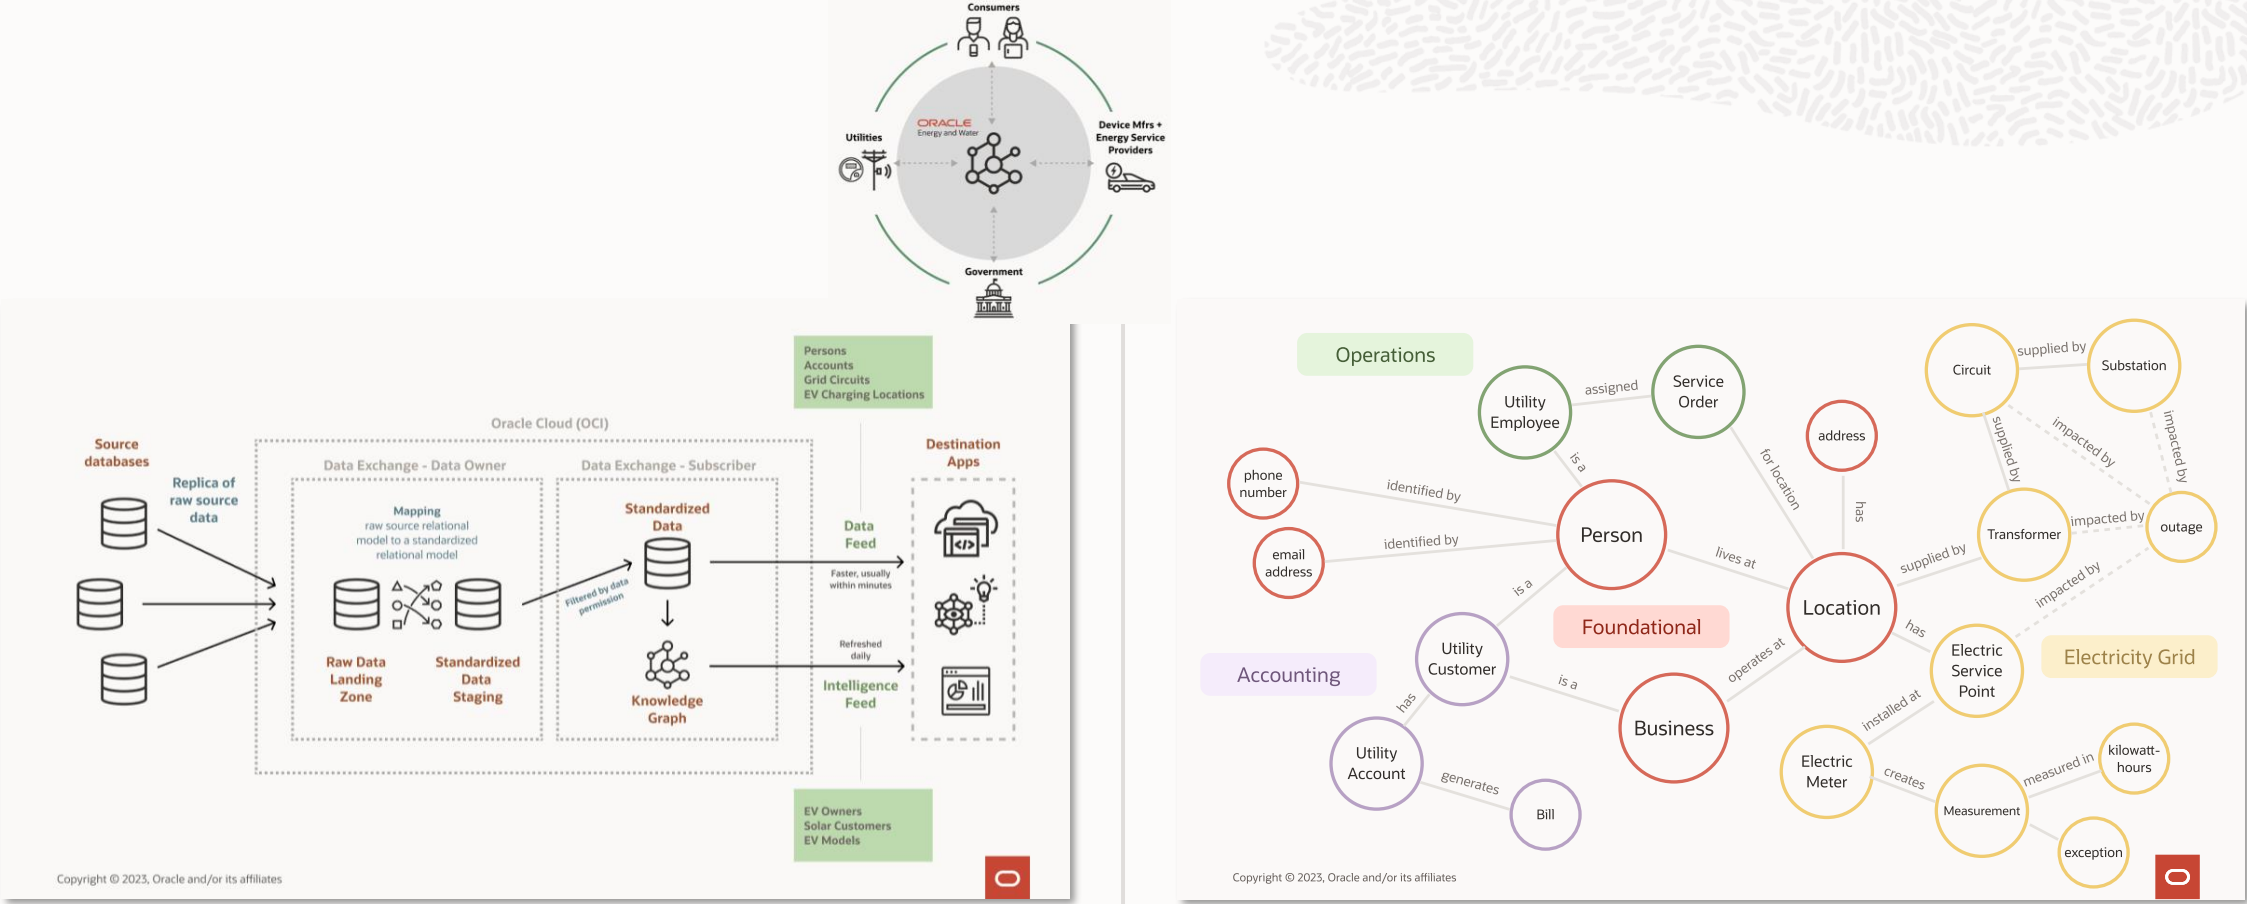 Consumers
ORACLE
Energy and Water
Utilities
Device Mfrs +
Energy Service
Providers
Government
Persons
Accounts
Grid Circuits
EV Charging Locations
Oracle Cloud (OCI)
Source
databases
Replica of
raw source
data
Data Exchange - Data Owner
Mapping
raw source relational
model to a standardized
relational model
Raw Data
Landing
Zone
Standardized
Data
Staging
Filtered by data
permission
Data Exchange - Subscriber
Standardized
Data
Knowledge
Graph
Data
Feed
Faster, usually
within minutes
Refreshed
daily
Intelligence
Feed
Destination
Apps
EV Owners
Solar Customers
EV Models
Copyright © 2023, Oracle and/or its affiliates
Operations
Utility
Employee
assigned
Service
Order
is a
for location
phone
number
identified by
email
address
identified by
Person
lives at
address
has
Location
Circuit
supplied by
Substation
supplied by
impacted by
impacted by
Transformer
impacted by
outage
supplied by
impacted by
is a
Foundational
has
Electric
Service
Point
Electricity Grid
Accounting
Utility
Customer
is a
Business
operates at
has
Utility
Account
generates
Bill
installed at
Electric
Meter
creates
Measurement
measured in
kilowatt-
hours
exception
Copyright © 2023, Oracle and/or its affiliates